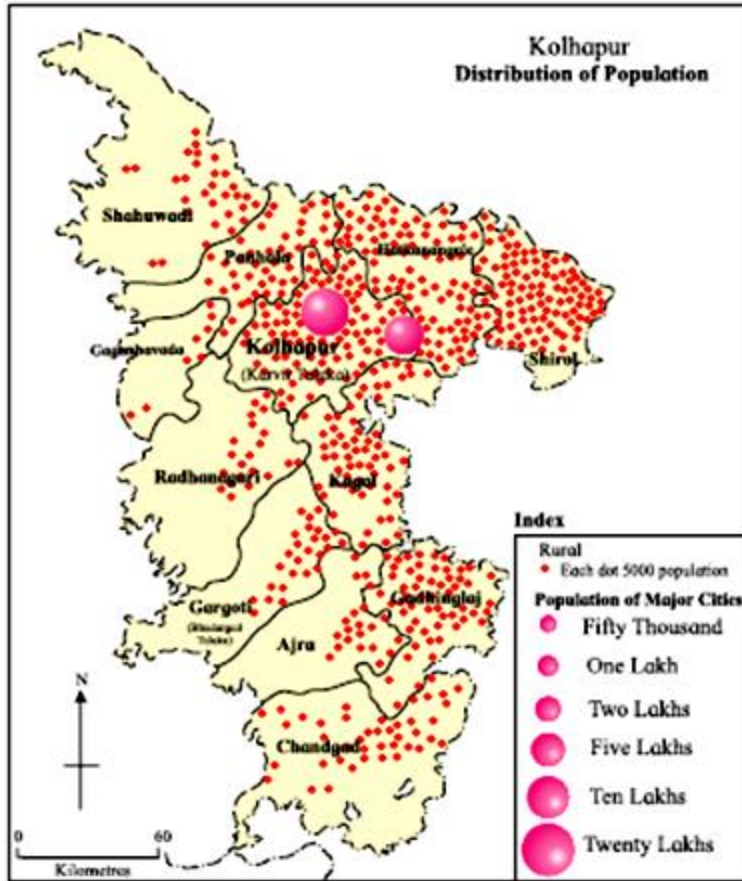 Kolhapur
Distribution of Population
Shahuwadi
Panhala
Kolhapur
(Karvir Taluka)
Shirol
Radhanagari
Kagal
Gargoti
Taluka)
Gadhinglaj
Ajra
Chandgad
N
0 60
Kilometres
Index
Rural
Each dot 5000 population
Population of Major Cities
Fifty Thousand
One Lakh
Two Lakhs
Five Lakhs
Ten Lakhs
Twenty Lakhs